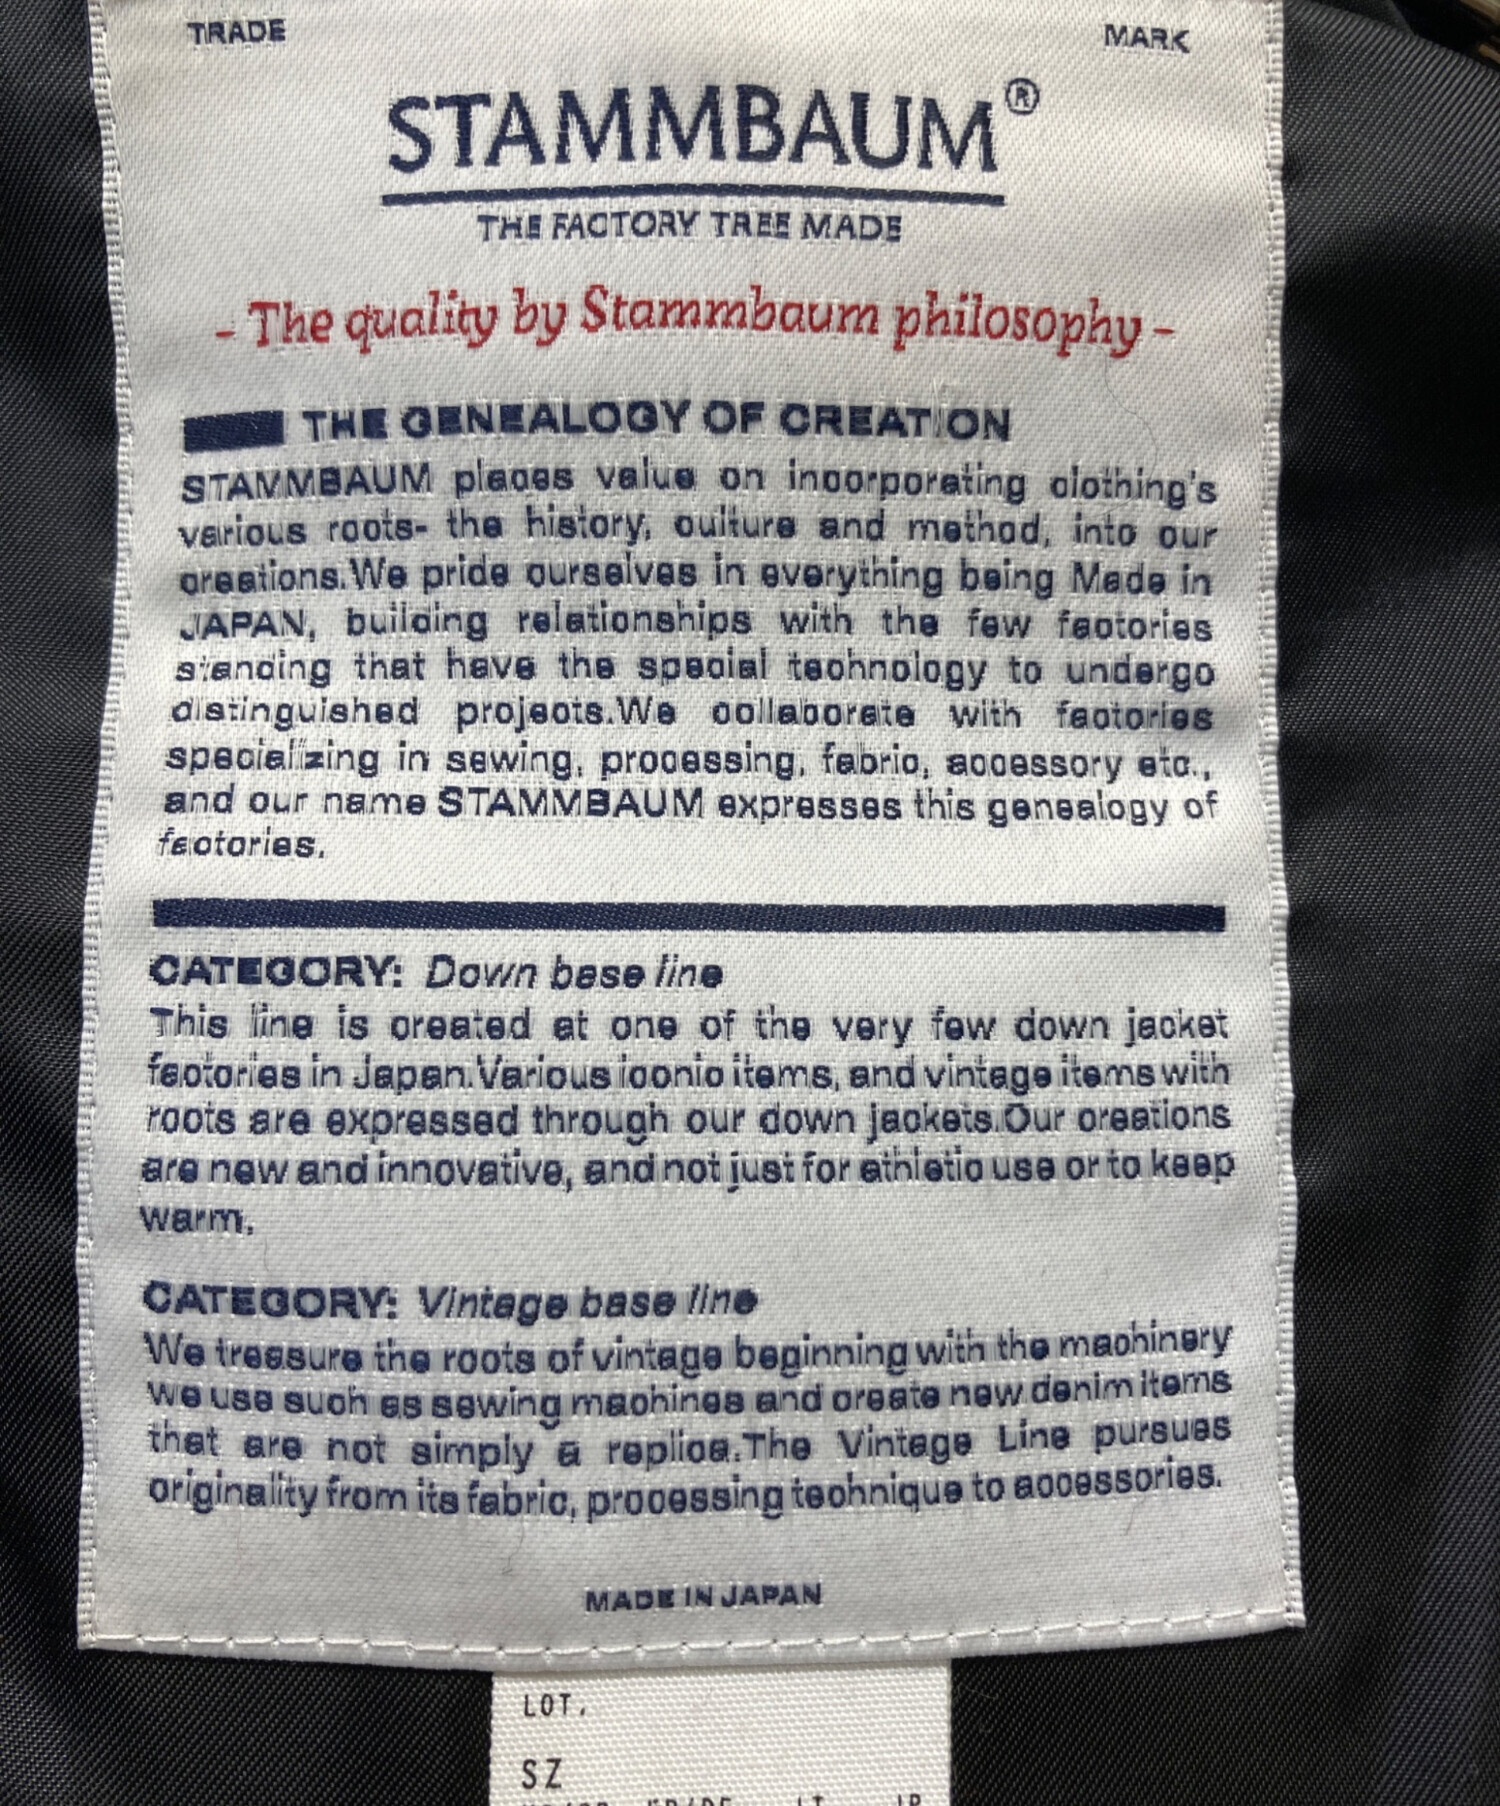 TRADE MARK
STAMMBAUM®
THE FACTORY TREE MADE
- The quality by Stammbaum philosophy -
THE GENEALOGY OF CREATION
STAMMBAUM places value on incorporating clothing's
various roots- the history, culture and method, into our
creations.We pride ourselves in everything being Made in
JAPAN, building relationships with the few factories
standing that have the special technology to undergo
distinguished projects.We collaborate with factories
specializing in sewing, processing, fabric, accessory etc.,
and our name STAMMBAUM expresses this genealogy of
factories.
CATEGORY: Down base line
This line is created at one of the very few down jacket
factories in Japan.Various iconic items, and vintage items with
roots are expressed through our down jackets.Our creations
are new and innovative, and not just for athletic use or to keep
warm.
CATEGORY: Vintage base line
We treasure the roots of vintage beginning with the machinery
we use such as sewing machines and create new denim items
that are not simply a replica.The Vintage Line pursues
originality from its fabric, processing technique to accessories.
MADE IN JAPAN
LOT.
SZ